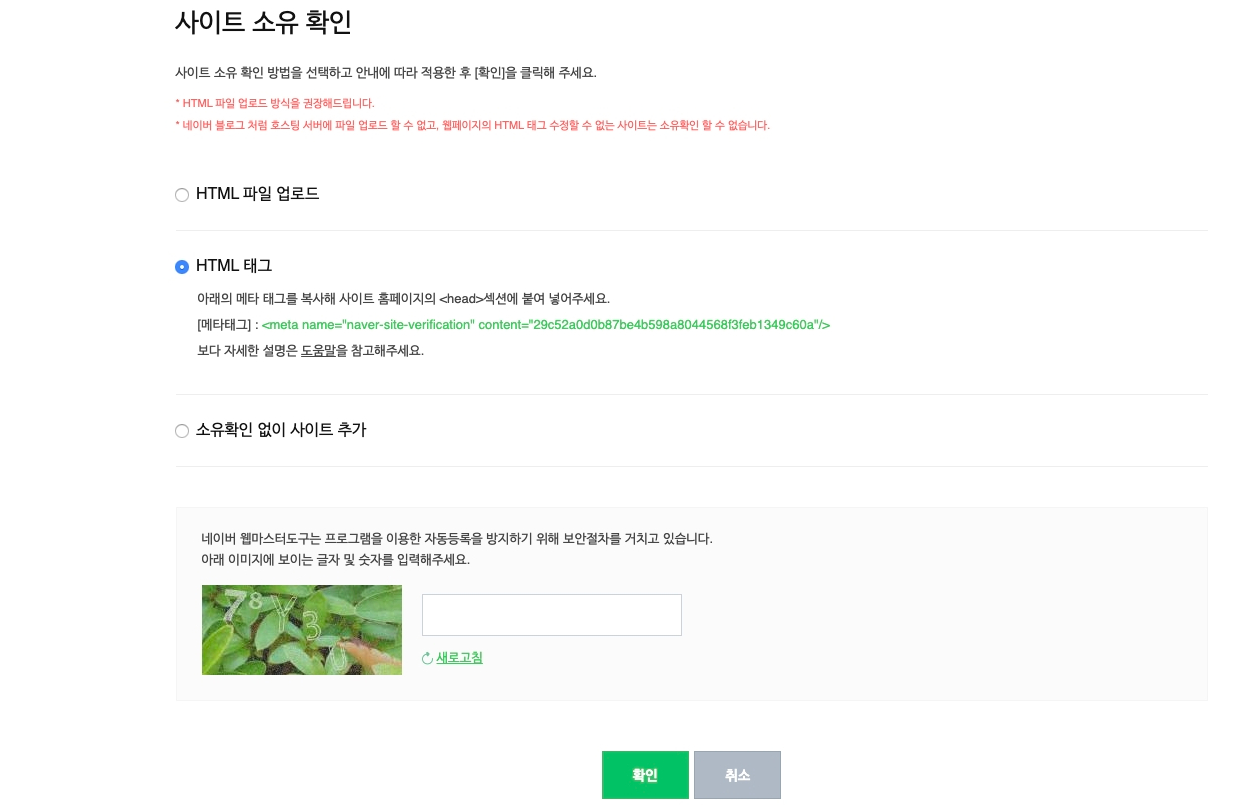 사이트 소유 확인
사이트 소유 확인 방법을 선택하고 안내에 따라 적용한 후 [확인]을 클릭해 주세요.
* HTML 파일 업로드 방식을 권장해드립니다.
* 네이버 블로그 처럼 호스팅 서버에 파일 업로드 할 수 없고, 웹페이지의 HTML 태그 수정할 수 없는 사이트는 소유확인 할 수 없습니다.
HTML 파일 업로드
HTML 태그
아래의 메타 태그를 복사해 사이트 홈페이지의 <head>섹션에 붙여 넣어주세요.
[메타태그] : <meta name="naver-site-verification" content="29c52a0d0b87be4b598a8044568f3feb1349c60a"/>
보다 자세한 설명은 도움말을 참고해주세요.
소유확인 없이 사이트 추가
네이버 웹마스터도구는 프로그램을 이용한 자동등록을 방지하기 위해 보안절차를 거치고 있습니다.
아래 이미지에 보이는 글자 및 숫자를 입력해주세요.
새로고침
확인 취소